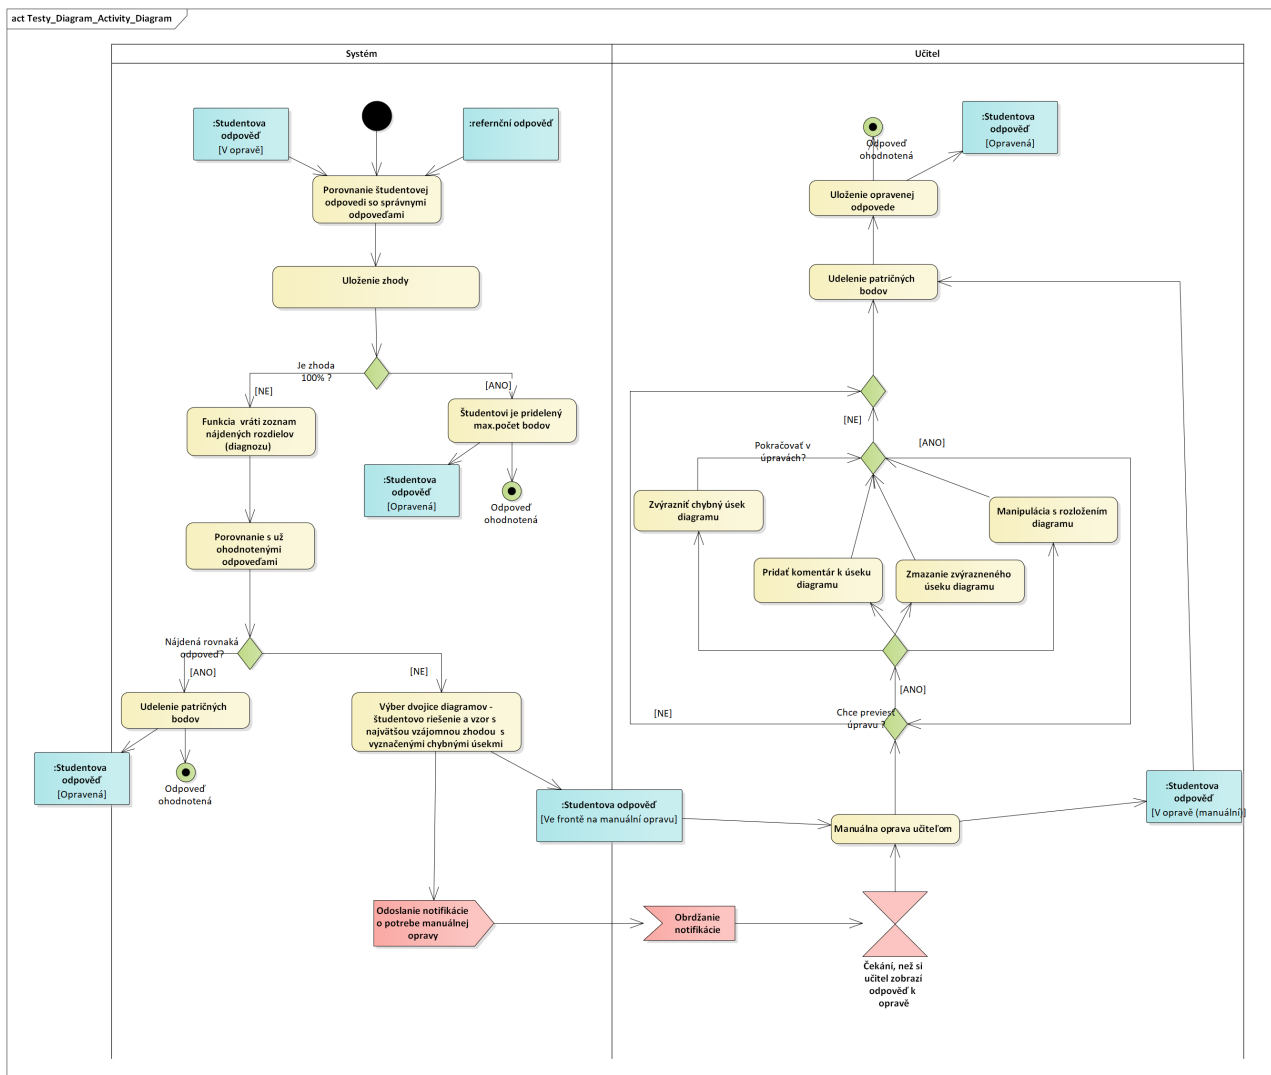 act Testy_Diagram_Activity_Diagram
Systém
Učitel
:Studentova
odpověď
[V opravě]
:refernční odpověď
Porovnanie študentovej
odpovedi so správnymi
odpoveďami
Uloženie zhody
Je zhoda
100% ?
[NE]
[ANO]
Funkcia vráti zoznam
nájdených rozdielov
(diagnozu)
Študentovi je pridelený
max.počet bodov
:Studentova
odpověď
[Opravená]
Odpoveď
ohodnotená
Porovnanie s už
ohodnotenými
odpoveďami
Nájdená rovnaká
odpoveď?
[ANO]
[NE]
Udelenie patričných
bodov
:Studentova
odpověď
[Opravená]
Odpoveď
ohodnotená
Výber dvojice diagramov -
študentovo riešenie a vzor s
najvätšou vzájomnou zhodou s
vyznačenými chybnými úsekmi
:Studentova odpověď
[Ve frontě na manuální opravu]
Odoslanie notifikácie
o potrebe manuálnej
opravy
Obrdžanie
notifikácie
Čekání, než si
učitel zobrazí
odpověď k
opravě
Manuálna oprava učiteľom
:Studentova
odpověď
[V opravě (manuální)]
Chce previesť
úpravu ?
[NE]
[ANO]
Pridať komentár k úseku
diagramu
Zmazanie zvýrazneného
úseku diagramu
Zvýrazniť chybný úsek
diagramu
Manipulácia s rozložením
diagramu
Pokračovať v
úpravách?
[ANO]
[NE]
Udelenie patričných
bodov
Uloženie opravenej
odpovede
Odpoveď
ohodnotená
:Studentova
odpověď
[Opravená]